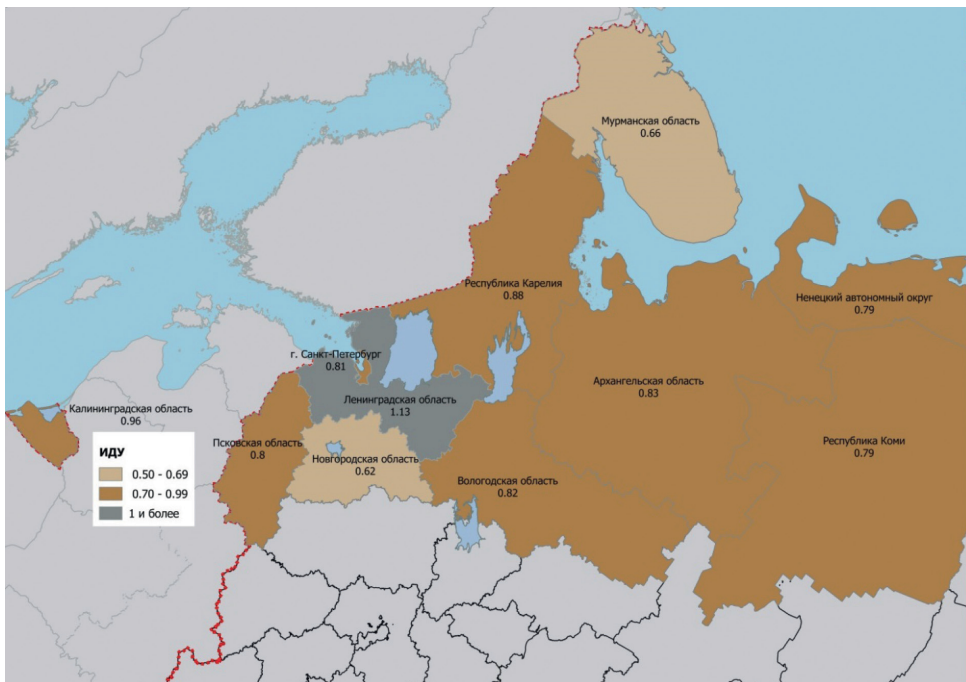 Мурманская область
0.66
Республика Карелия
0.88
Ненецкий автономный округ
0.79
г. Санкт-Петербург
0.81
Архангельская область
0.83
Ленинградская область
1.13
Калининградская область
0.96
Псковская область
0.8
Республика Коми
0.79
Новгородская область
0.62
Вологодская область
0.82
ИДУ
0.50 - 0.69
0.70 - 0.99
1 и более